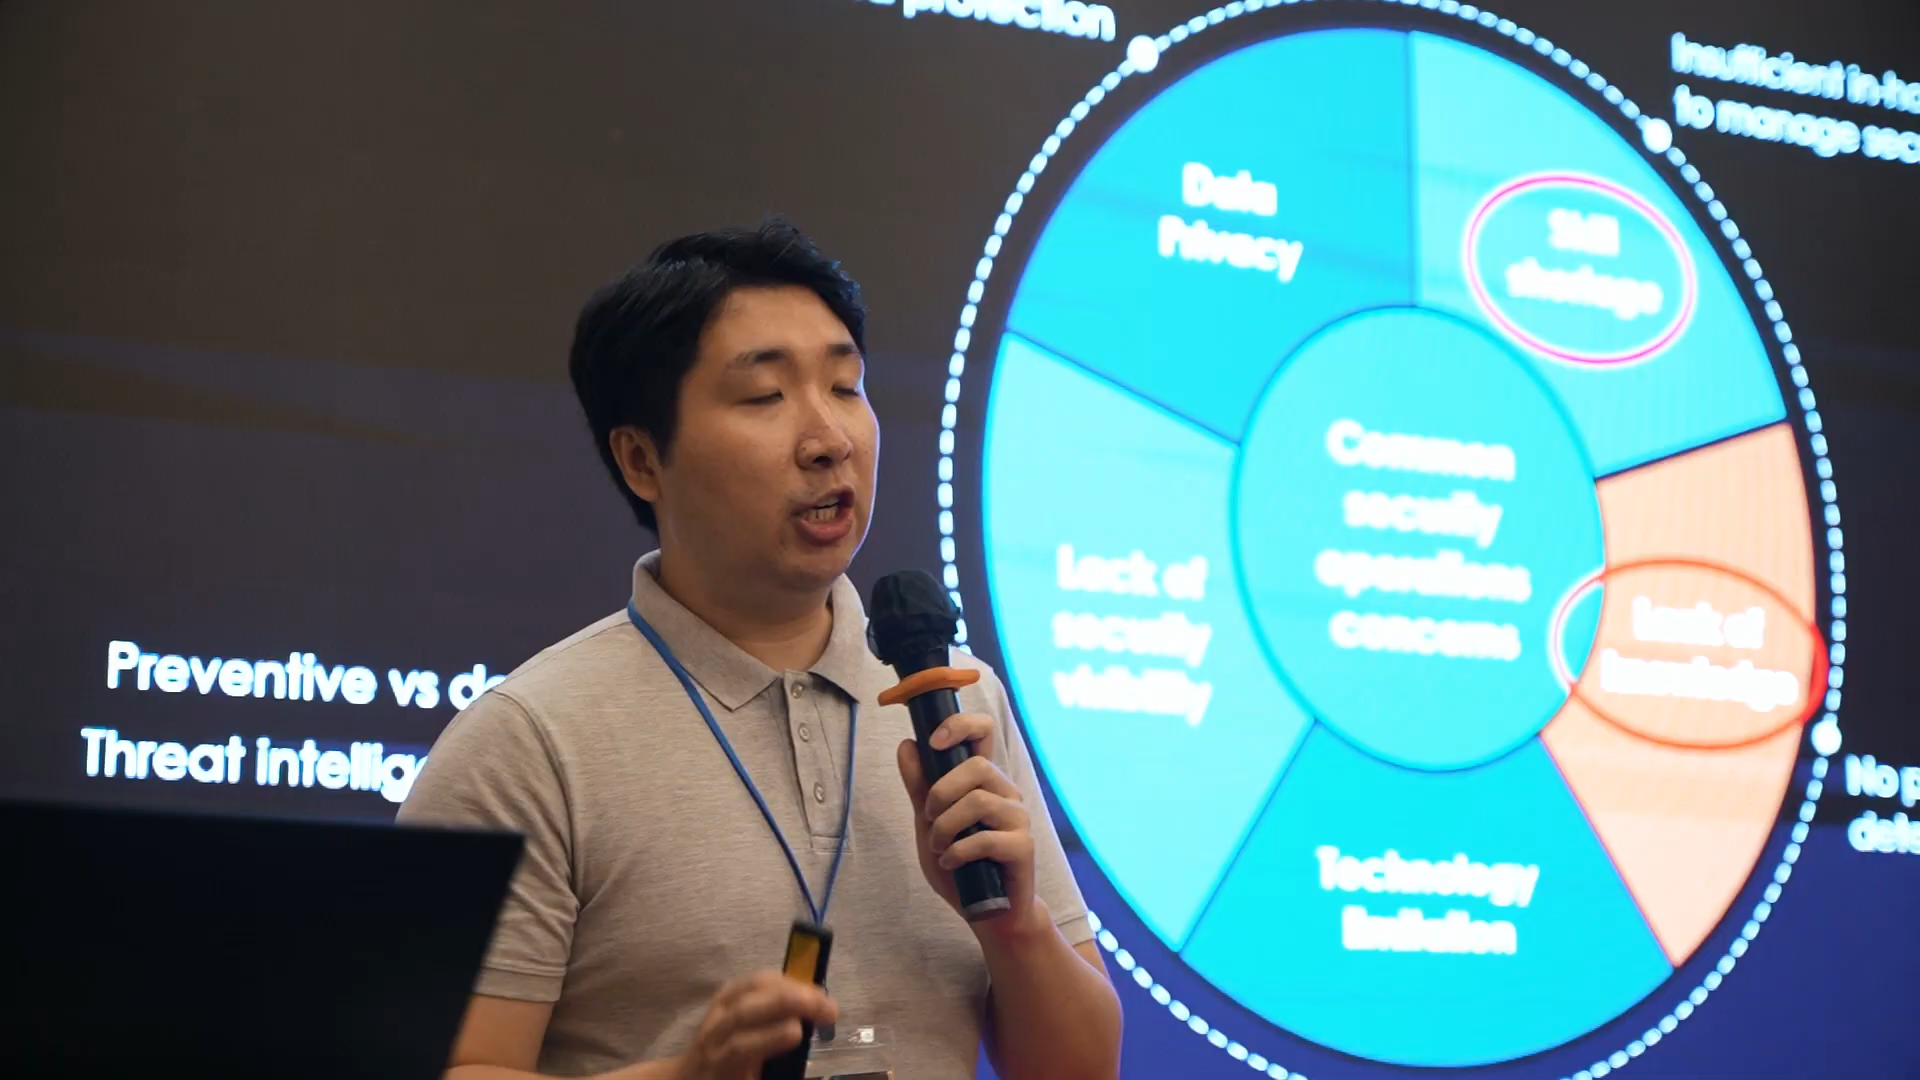 protection
Insufficient in-ho
to manage sec
Data
Privacy
Skill
shortage
Common
security
operations
concerns
Lack of
knowledge
Lack of
security
visibility
Technology
limitation
Preventive vs de
Threat intellige
No p
dete